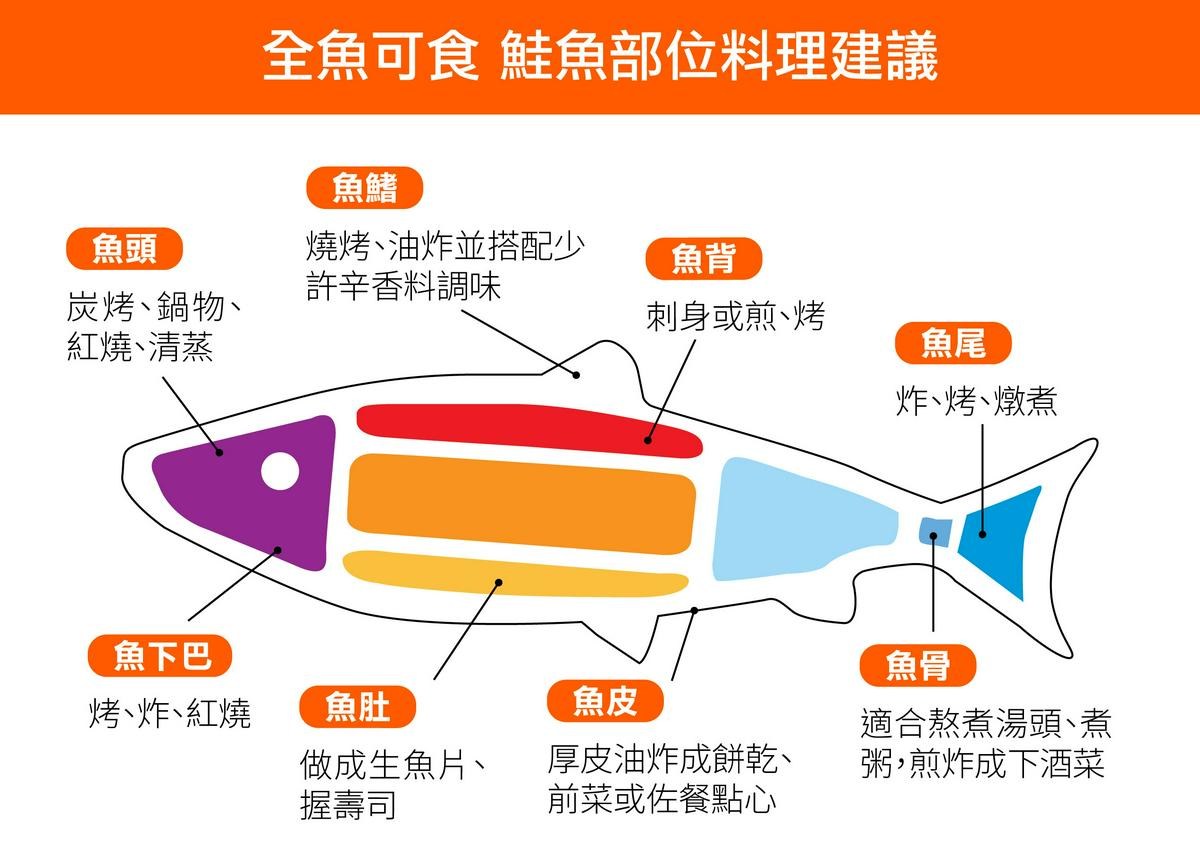 全魚可食 鮭魚部位料理建議
魚鰭
燒烤、油炸並搭配少
許辛香料調味
魚頭
炭烤、鍋物、
紅燒、清蒸
魚背
刺身或煎、烤
魚尾
炸、烤、燉煮
魚下巴
烤、炸、紅燒
魚肚
做成生魚片、
握壽司
魚皮
厚皮油炸成餅乾、
前菜或佐餐點心
魚骨
適合熬煮湯頭、煮
粥，煎炸成下酒菜